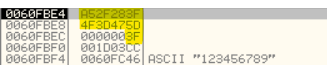 0060FBE4 A52F283F
0060FBE8 4F3D475D
0060FBEC 0000003F
0060FBF0 001D03CC
0060FBF4 0060FC46 ASCII "123456789"